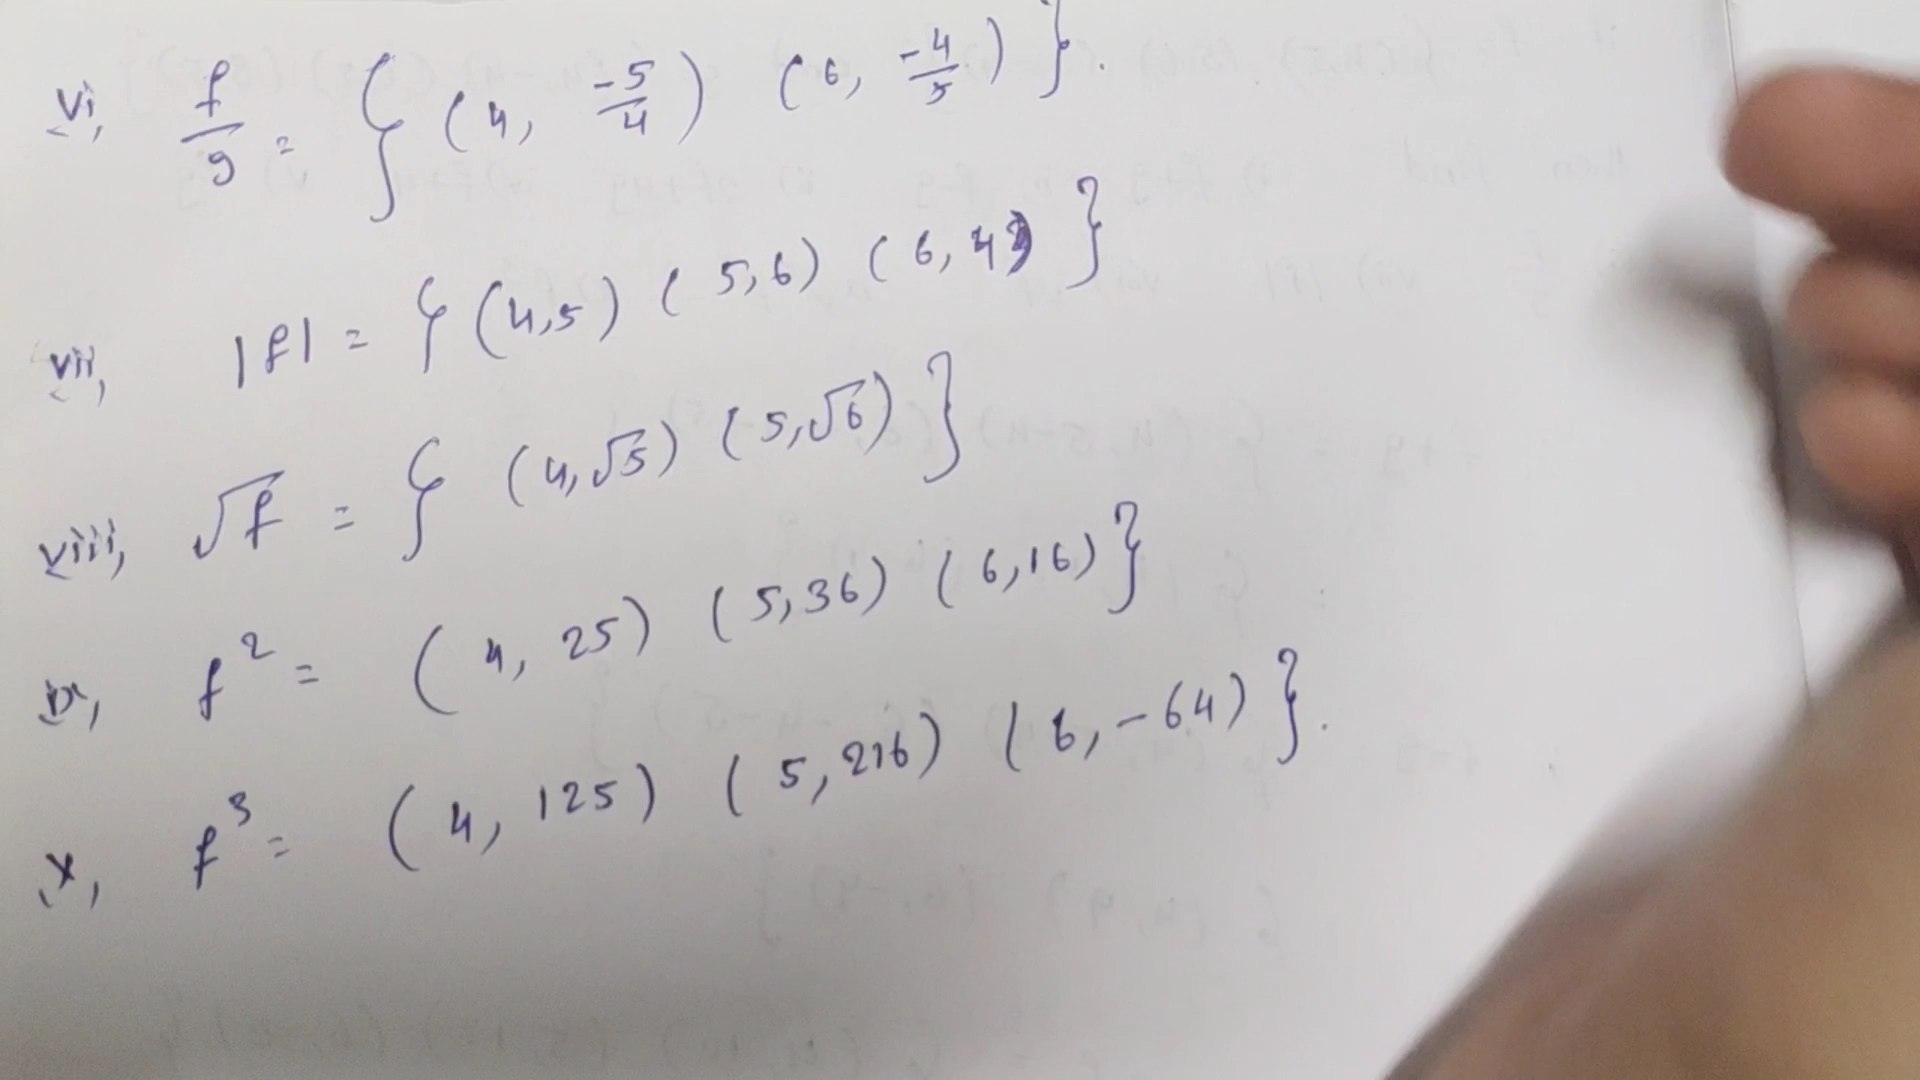 vi, f/g = { (4, -5/4) (6, -4/5) }.
vii, |f| = { (4,5) (5,6) (6,4) }
viii, √f = { (4,√5) (5,√6) }
ix, f² = (4, 25) (5,36) (6,16) }
x, f³ = (4, 125) (5,216) (6,-64) }.